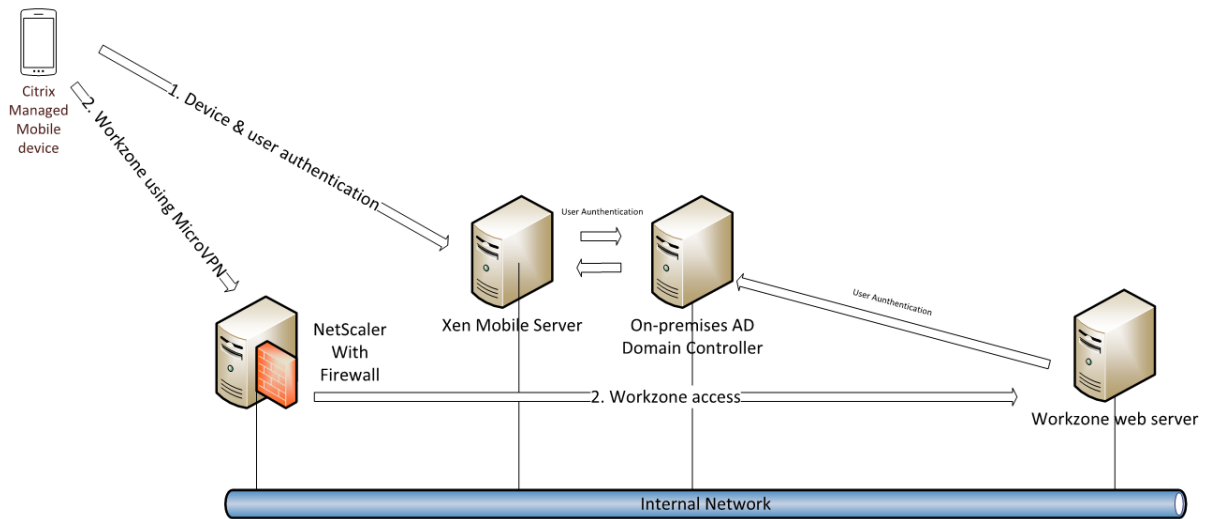 Citrix
Managed
Mobile
device
1. Device & user authentication
2. Workzone using MicroVPN
User Aunthentication
Xen Mobile Server
On-premises AD
Domain Controller
User Aunthentication
NetScaler
With
Firewall
2. Workzone access
Workzone web server
Internal Network